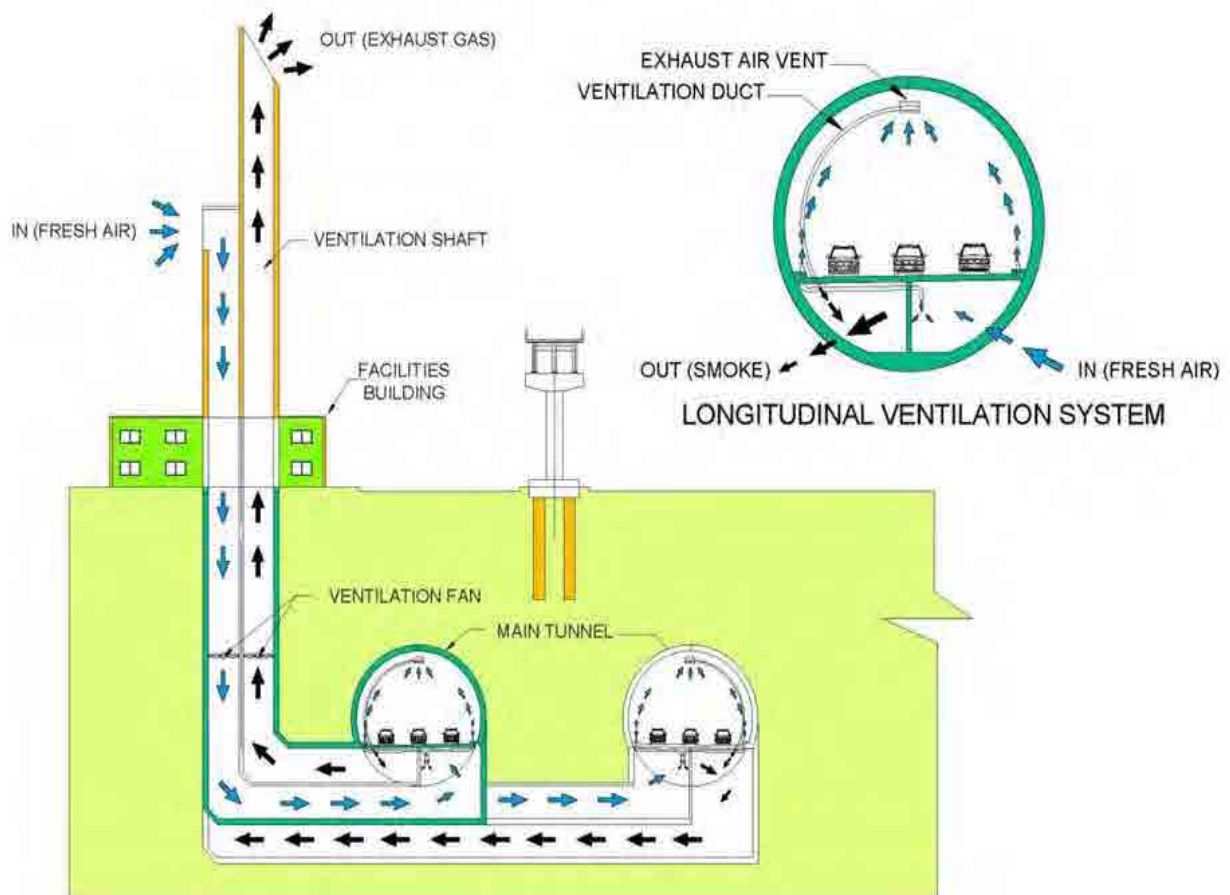 OUT (EXHAUST GAS)
EXHAUST AIR VENT
VENTILATION DUCT
IN (FRESH AIR)
VENTILATION SHAFT
FACILITIES
BUILDING
OUT (SMOKE)
IN (FRESH AIR)
LONGITUDINAL VENTILATION SYSTEM
VENTILATION FAN
MAIN TUNNEL